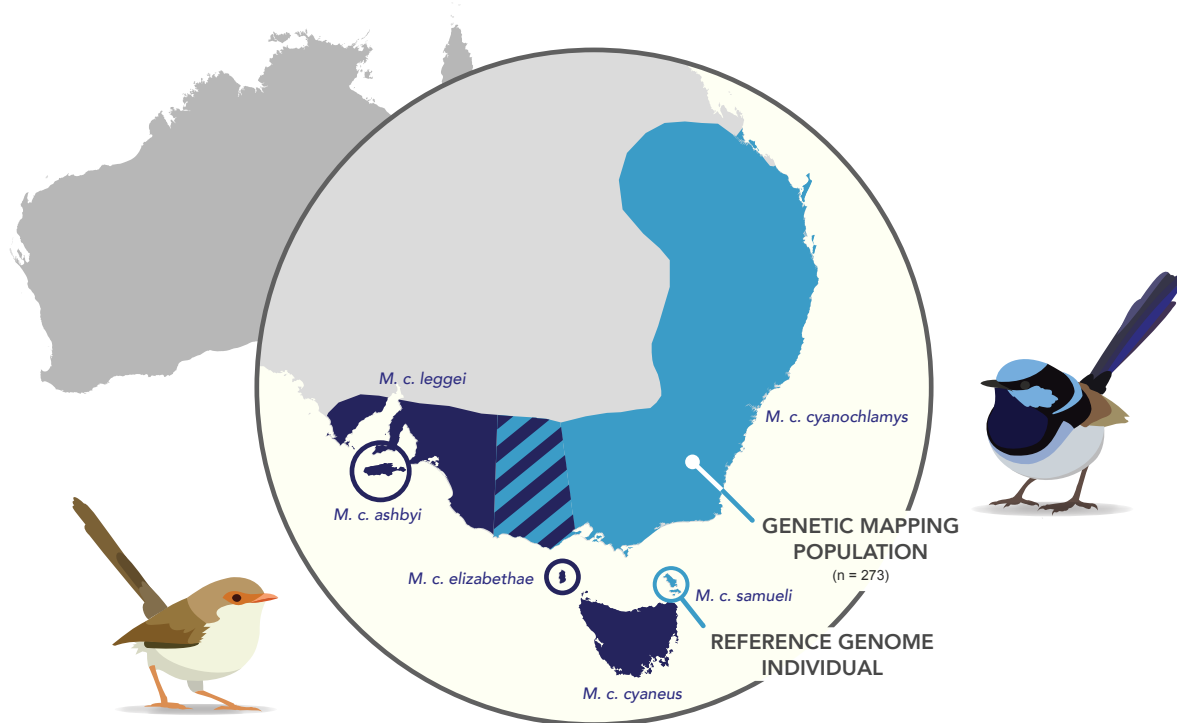 M. c. leggei
M. c. cyanochlamys
M. c. ashbyi
GENETIC MAPPING
POPULATION
(n = 273)
M. c. elizabethae
M. c. samueli
REFERENCE GENOME
INDIVIDUAL
M. c. cyaneus